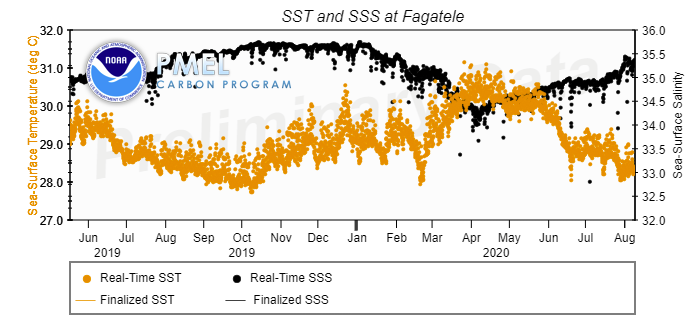 SST and SSS at Fagatele
Sea-Surface Temperature (deg C)
32.0
31.0
30.0
29.0
28.0
27.0
36.0
35.5
35.0
34.5
34.0
33.5
33.0
32.5
32.0
Sea-Surface Salinity
NOAA
PMEL
CARBON PROGRAM
Preliminary Data
Jun Jul Aug Sep Oct Nov Dec Jan Feb Mar Apr May Jun Jul Aug
2019 2019 2020
Real-Time SST Real-Time SSS
Finalized SST Finalized SSS